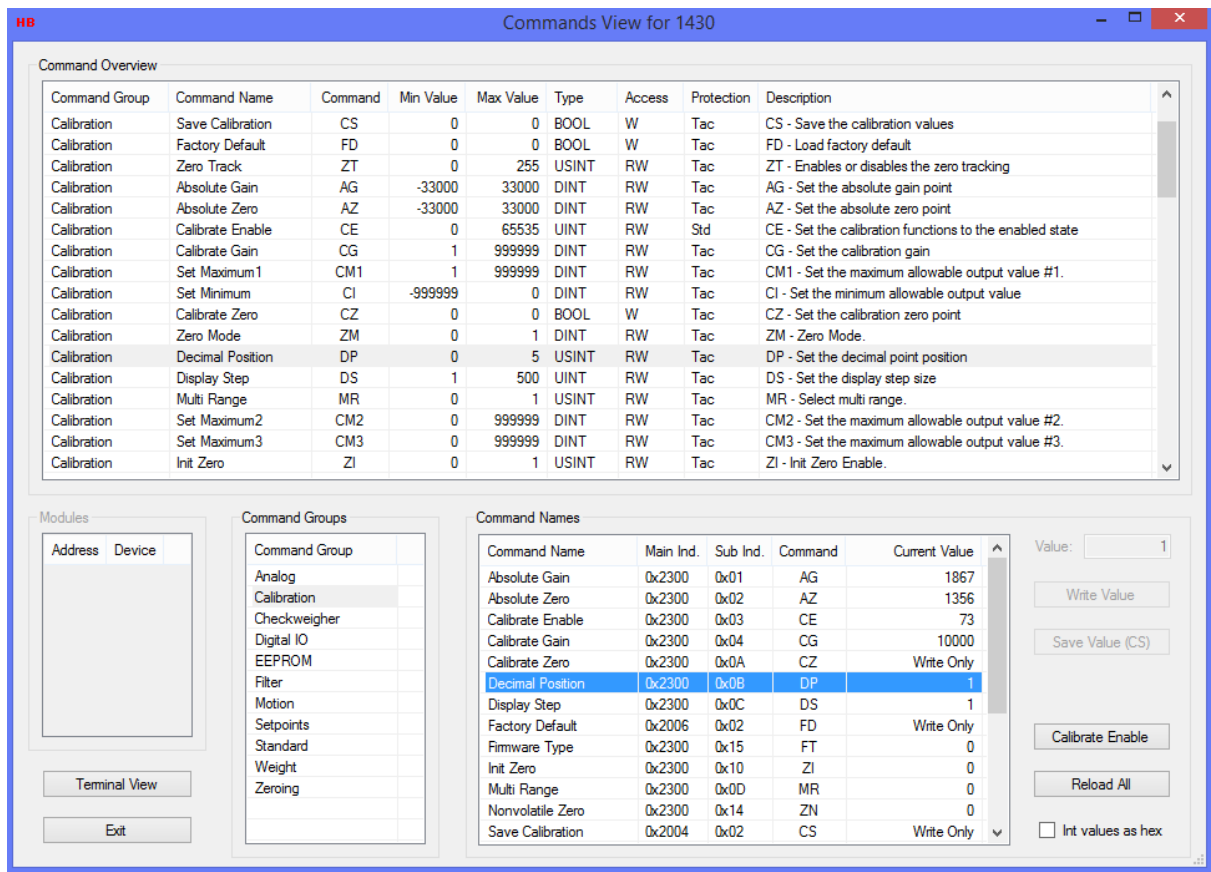 HB Commands View for 1430
Command Overview
Command Group Command Name Command Min Value Max Value Type Access Protection Description
Calibration Save Calibration CS 0 0 BOOL W Tac CS - Save the calibration values
Calibration Factory Default FD 0 0 BOOL W Tac FD - Load factory default
Calibration Zero Track ZT 0 255 USINT RW Tac ZT - Enables or disables the zero tracking
Calibration Absolute Gain AG -33000 33000 DINT RW Tac AG - Set the absolute gain point
Calibration Absolute Zero AZ -33000 33000 DINT RW Tac AZ - Set the absolute zero point
Calibration Calibrate Enable CE 0 65535 UINT RW Std CE - Set the calibration functions to the enabled state
Calibration Calibrate Gain CG 1 999999 DINT RW Tac CG - Set the calibration gain
Calibration Set Maximum1 CM1 1 999999 DINT RW Tac CM1 - Set the maximum allowable output value #1.
Calibration Set Minimum CI -999999 0 DINT RW Tac CI - Set the minimum allowable output value
Calibration Calibrate Zero CZ 0 0 BOOL W Tac CZ - Set the calibration zero point
Calibration Zero Mode ZM 0 1 DINT RW Tac ZM - Zero Mode.
Calibration Decimal Position DP 0 5 USINT RW Tac DP - Set the decimal point position
Calibration Display Step DS 1 500 UINT RW Tac DS - Set the display step size
Calibration Multi Range MR 0 1 USINT RW Tac MR - Select multi range.
Calibration Set Maximum2 CM2 0 999999 DINT RW Tac CM2 - Set the maximum allowable output value #2.
Calibration Set Maximum3 CM3 0 999999 DINT RW Tac CM3 - Set the maximum allowable output value #3.
Calibration Init Zero ZI 0 1 USINT RW Tac ZI - Init Zero Enable.
Modules
Address Device
Terminal View
Exit
Command Groups
Command Group
Analog
Calibration
Checkweigher
Digital IO
EEPROM
Filter
Motion
Setpoints
Standard
Weight
Zeroing
Command Names
Command Name Main Ind. Sub Ind. Command Current Value
Absolute Gain 0x2300 0x01 AG 1867
Absolute Zero 0x2300 0x02 AZ 1356
Calibrate Enable 0x2300 0x03 CE 73
Calibrate Gain 0x2300 0x04 CG 10000
Calibrate Zero 0x2300 0x0A CZ Write Only
Decimal Position 0x2300 0x0B DP 1
Display Step 0x2300 0x0C DS 1
Factory Default 0x2006 0x02 FD Write Only
Firmware Type 0x2300 0x15 FT 0
Init Zero 0x2300 0x10 ZI 0
Multi Range 0x2300 0x0D MR 0
Nonvolatile Zero 0x2300 0x14 ZN 0
Save Calibration 0x2004 0x02 CS Write Only
Value: 1
Write Value
Save Value (CS)
Calibrate Enable
Reload All
Int values as hex